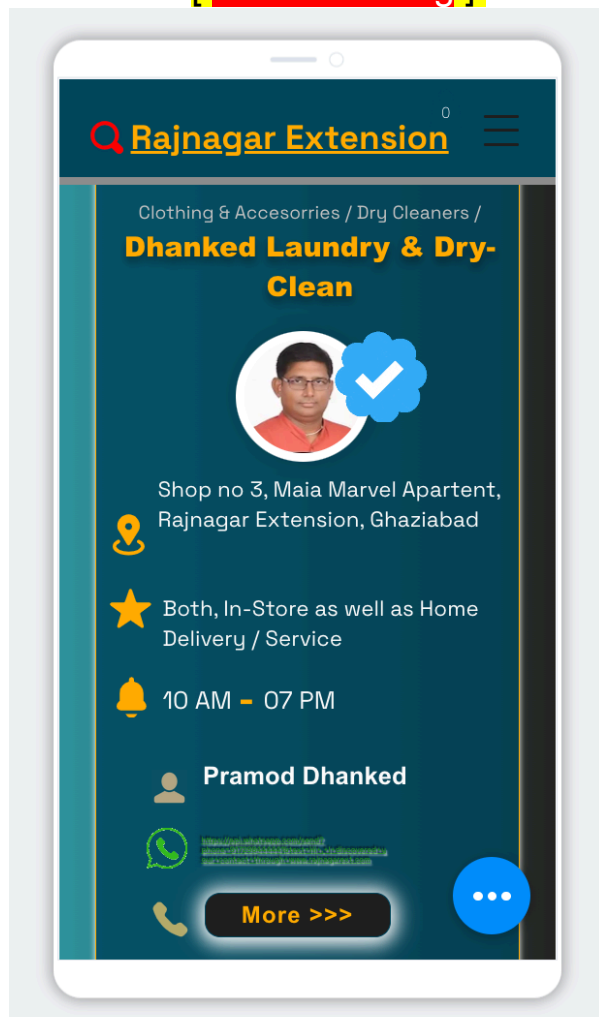 0
Rajnagar Extension
Clothing & Accesorries / Dry Cleaners /
Dhanked Laundry & Dry-
Clean
Shop no 3, Maia Marvel Apartent,
Rajnagar Extension, Ghaziabad
Both, In-Store as well as Home
Delivery / Service
10 AM – 07 PM
Pramod Dhanked
More >>>